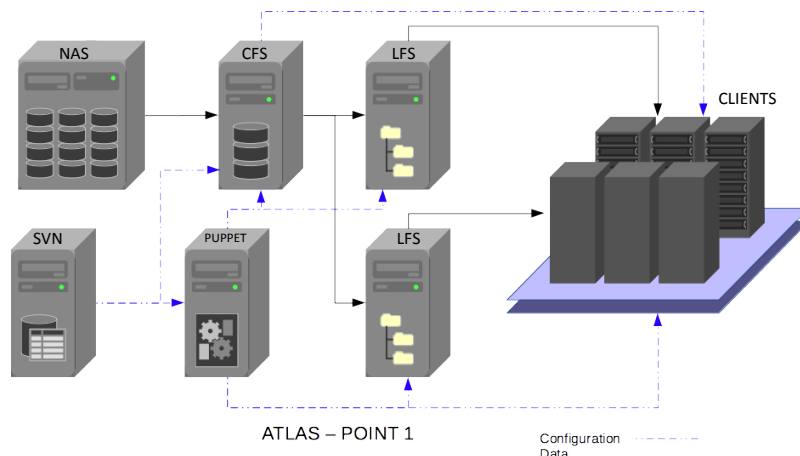 NAS
CFS
LFS
CLIENTS
SVN
PUPPET
LFS
ATLAS – POINT 1
Configuration
Data